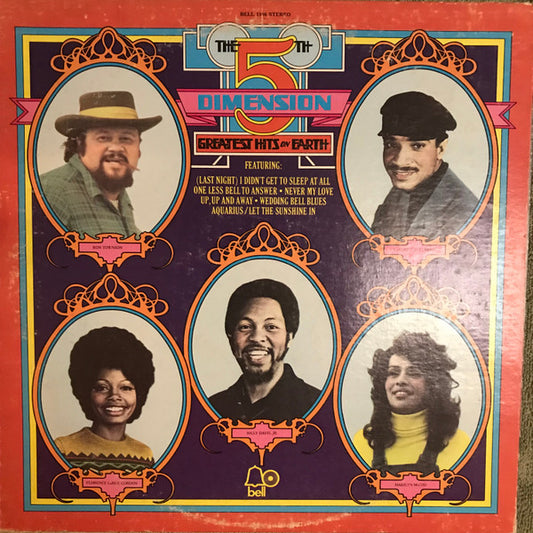 BELL 1106 STEREO
THE 5TH
DIMENSION
GREATEST HITS ON EARTH
FEATURING:
(LAST NIGHT) I DIDN'T GET TO SLEEP AT ALL
ONE LESS BELL TO ANSWER • NEVER MY LOVE
UP, UP AND AWAY • WEDDING BELL BLUES
AQUARIUS/LET THE SUNSHINE IN
RON TOWNSON
BILLY DAVIS, JR.
FLORENCE LaRUE GORDON
MARILYN McCOO
bell